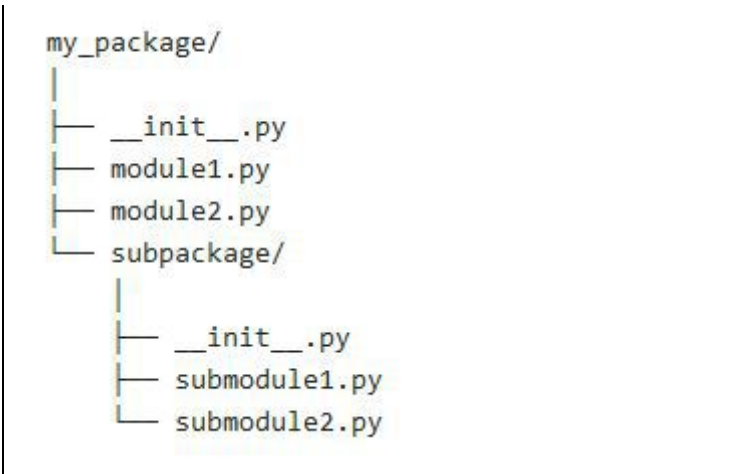 my_package/
│
├── __init__.py
├── module1.py
├── module2.py
└── subpackage/
    │
    ├── __init__.py
    ├── submodule1.py
    └── submodule2.py